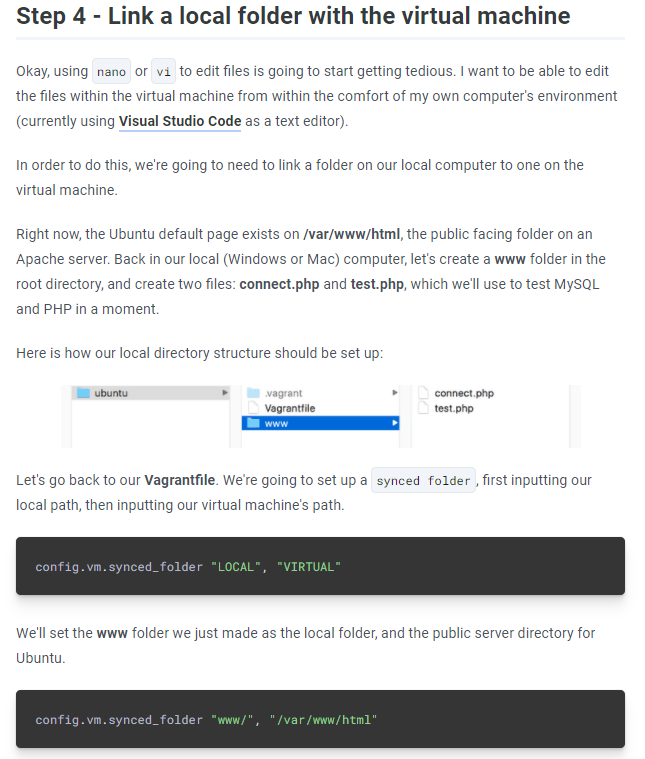 Step 4 - Link a local folder with the virtual machine
Okay, using nano or vi to edit files is going to start getting tedious. I want to be able to edit
the files within the virtual machine from within the comfort of my own computer's environment
(currently using Visual Studio Code as a text editor).
In order to do this, we're going to need to link a folder on our local computer to one on the
virtual machine.
Right now, the Ubuntu default page exists on /var/www/html, the public facing folder on an
Apache server. Back in our local (Windows or Mac) computer, let's create a www folder in the
root directory, and create two files: connect.php and test.php, which we'll use to test MySQL
and PHP in a moment.
Here is how our local directory structure should be set up:
ubuntu
.vagrant
Vagrantfile
www
connect.php
test.php
Let's go back to our Vagrantfile. We're going to set up a synced folder, first inputting our
local path, then inputting our virtual machine's path.
config.vm.synced_folder "LOCAL", "VIRTUAL"
We'll set the www folder we just made as the local folder, and the public server directory for
Ubuntu.
config.vm.synced_folder "www/", "/var/www/html"